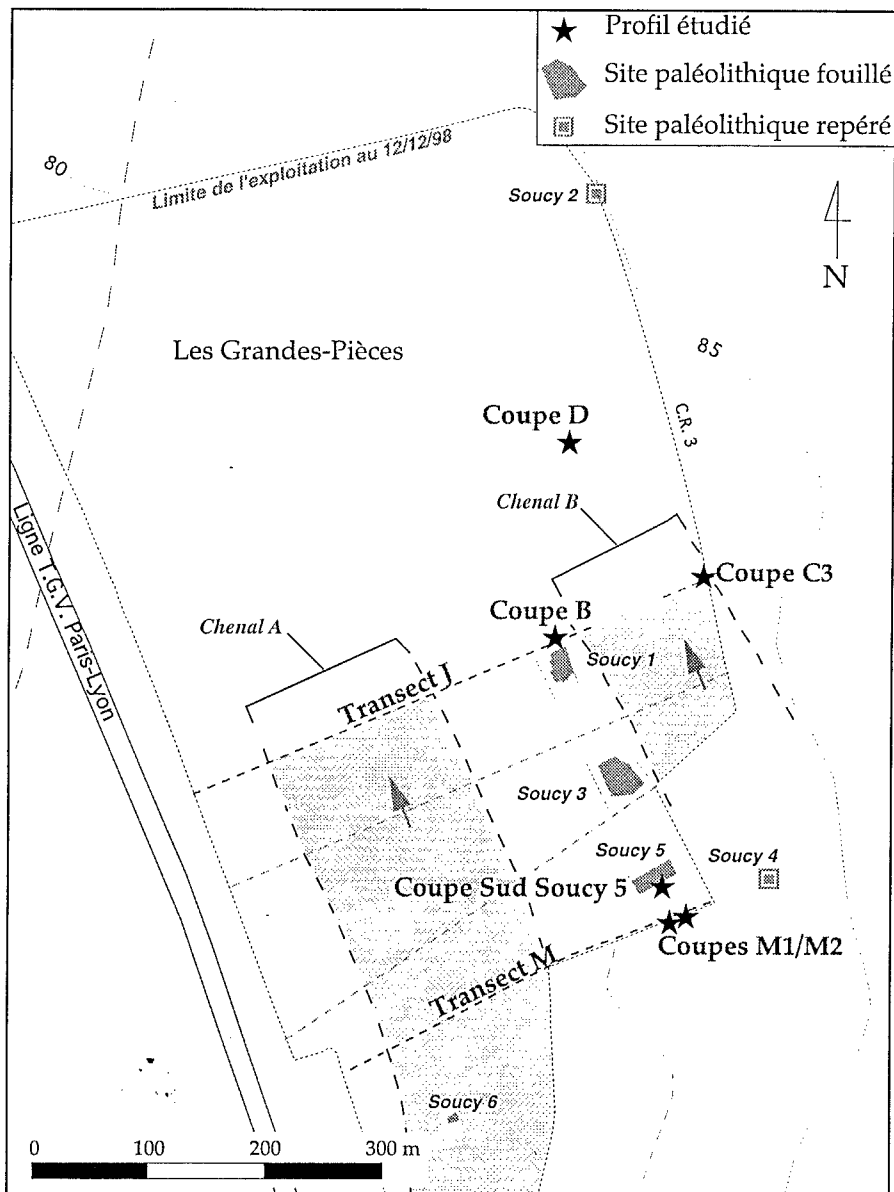 Profil étudié
Site paléolithique fouillé
Site paléolithique repéré
80
Limite de l'exploitation au 12/12/98
Soucy 2
N
Les Grandes-Pièces
85
C.R. 3
Coupe D
Chenal B
Ligne T.G.V. Paris-Lyon
Coupe C3
Coupe B
Chenal A
Soucy 1
Transect J
Soucy 3
Soucy 5
Soucy 4
Coupe Sud Soucy 5
Coupes M1/M2
Transect M
Soucy 6
0 100 200 300 m